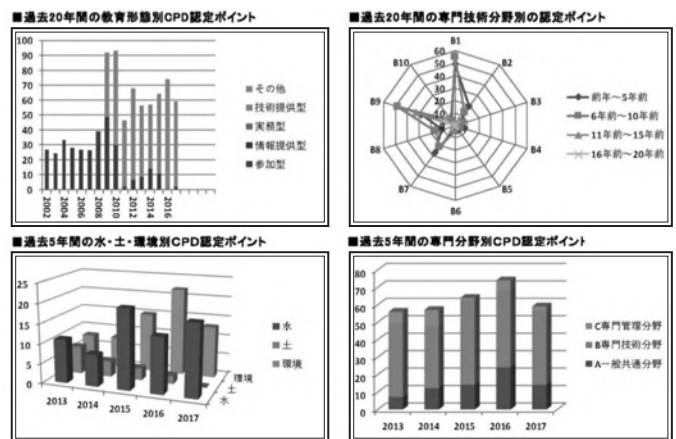 ■過去20年間の教育形態別CPD認定ポイント
100
90
80
70
60
50
40
30
20
10
0
2002
2004
2006
2008
2010
2012
2014
2016
その他
技術提供型
実務型
情報提供型
参加型
■過去20年間の専門技術分野別の認定ポイント
B1
B2
B3
B4
B5
B6
B7
B8
B9
B10
60
50
40
30
20
10
0
前年～5年前
6年前～10年前
11年前～15年前
16年前～20年前
■過去5年間の水・土・環境別CPD認定ポイント
25
20
15
10
5
0
2013
2014
2015
2016
2017
環境
土
水
水
土
環境
■過去5年間の専門分野別CPD認定ポイント
80
70
60
50
40
30
20
10
0
2013
2014
2015
2016
2017
C専門管理分野
B専門技術分野
A一般共通分野